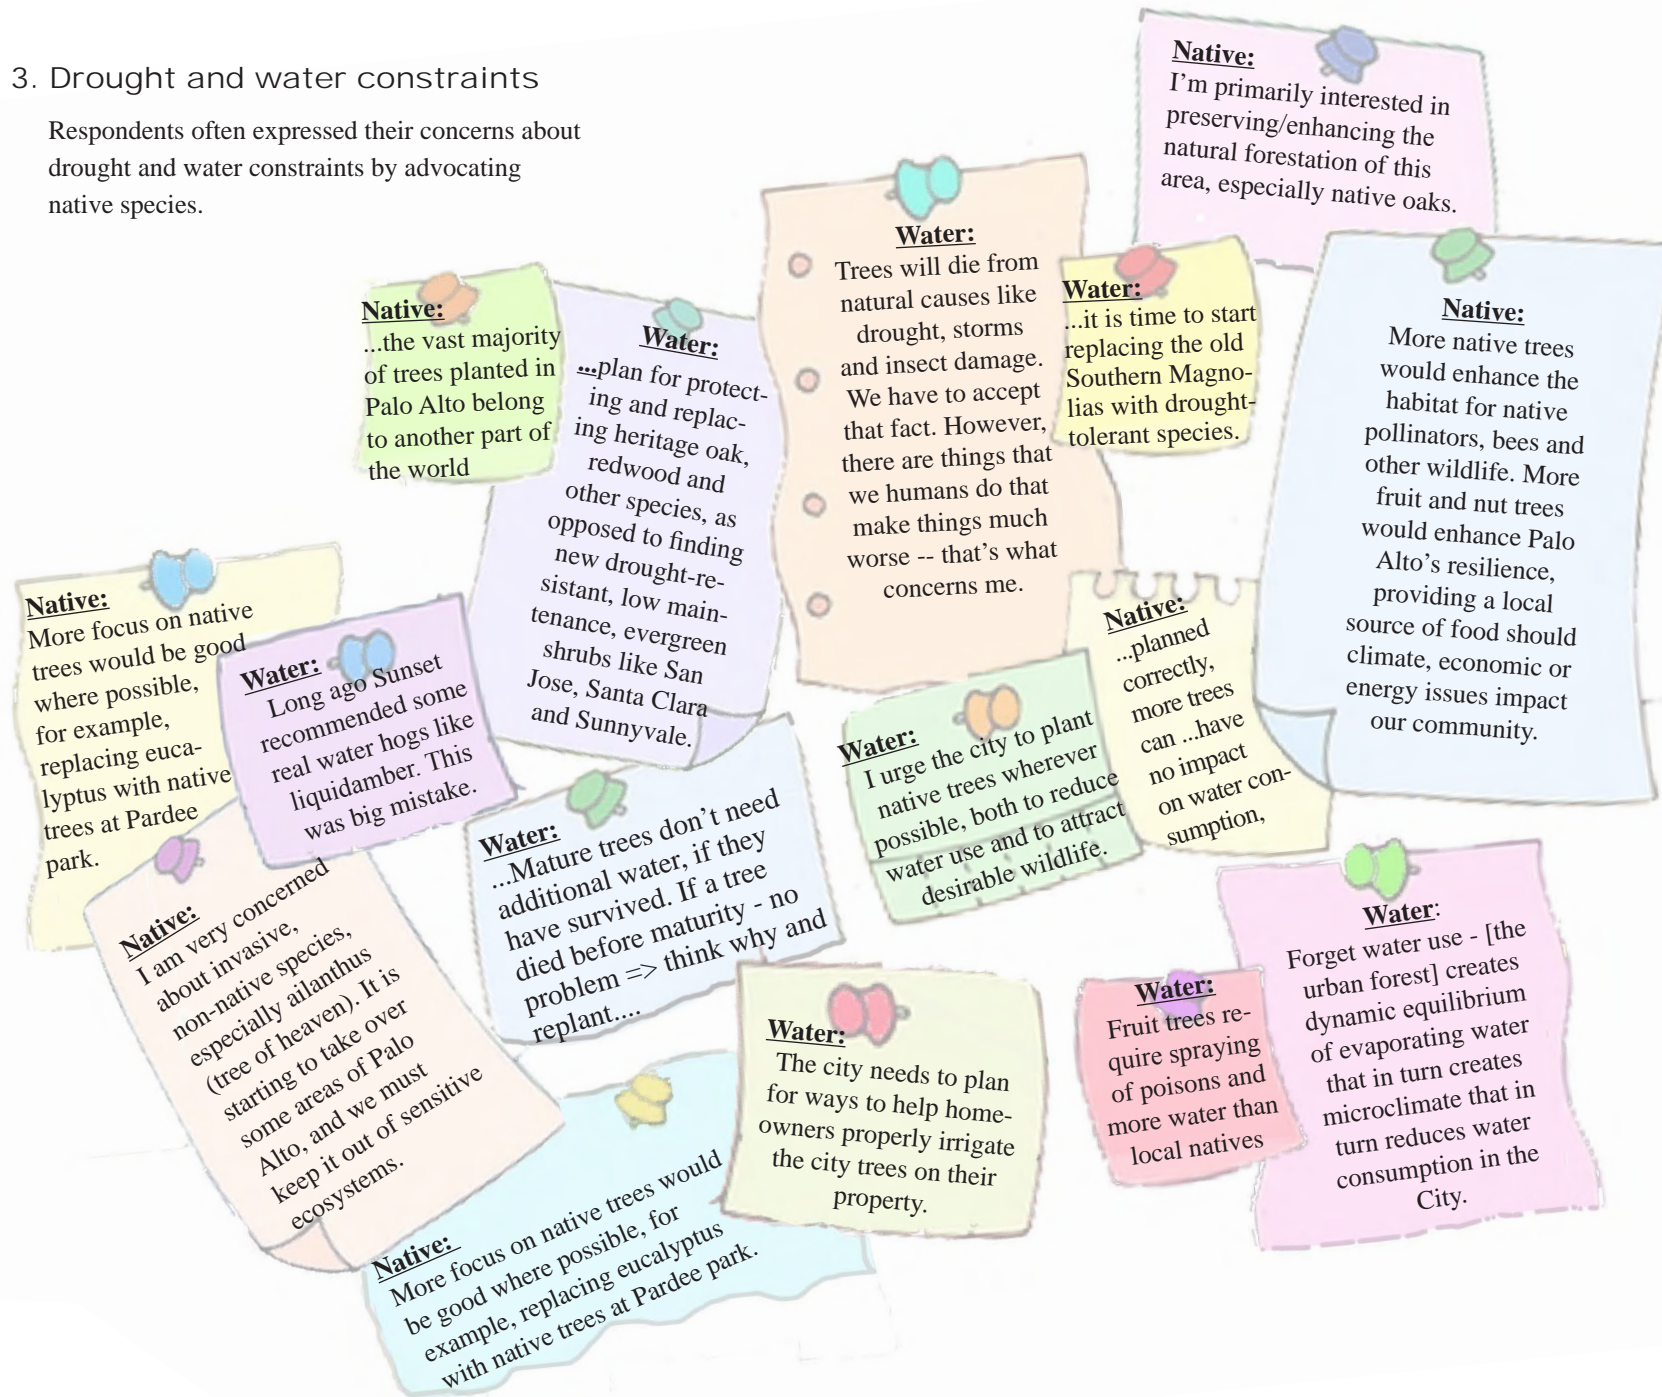 3. Drought and water constraints
Respondents often expressed their concerns about
drought and water constraints by advocating
native species.
Native:
I'm primarily interested in
preserving/enhancing the
natural forestation of this
area, especially native oaks.
Native:
...the vast majority
of trees planted in
Palo Alto belong
to another part of
the world
Water:
...plan for protect-
ing and replac-
ing heritage oak,
redwood and
other species, as
opposed to finding
new drought-re-
sistant, low main-
tenance, evergreen
shrubs like San
Jose, Santa Clara
and Sunnyvale.
Water:
Trees will die from
natural causes like
drought, storms
and insect damage.
We have to accept
that fact. However,
there are things that
we humans do that
make things much
worse -- that's what
concerns me.
Water:
...it is time to start
replacing the old
Southern Magno-
lias with drought-
tolerant species.
Native:
More native trees
would enhance the
habitat for native
pollinators, bees and
other wildlife. More
fruit and nut trees
would enhance Palo
Alto's resilience,
providing a local
source of food should
climate, economic or
energy issues impact
our community.
Native:
More focus on native
trees would be good
where possible,
for example,
replacing euca-
lyptus with native
trees at Pardee
park.
Water:
Long ago Sunset
recommended some
real water hogs like
liquidamber. This
was big mistake.
Native:
...planned
correctly,
more trees
can ...have
no impact
on water con-
sumption,
Water:
I urge the city to plant
native trees wherever
possible, both to reduce
water use and to attract
desirable wildlife.
Water:
...Mature trees don't need
additional water, if they
have survived. If a tree
died before maturity - no
problem => think why and
replant....
Native:
I am very concerned
about invasive,
non-native species,
especially ailanthus
(tree of heaven). It is
starting to take over
some areas of Palo
Alto, and we must
keep it out of sensitive
ecosystems.
Water:
The city needs to plan
for ways to help home-
owners properly irrigate
the city trees on their
property.
Water:
Fruit trees re-
quire spraying
of poisons and
more water than
local natives
Water:
Forget water use - [the
urban forest] creates
dynamic equilibrium
of evaporating water
that in turn creates
microclimate that in
turn reduces water
consumption in the
City.
Native:
More focus on native trees would
be good where possible, for
example, replacing eucalyptus
with native trees at Pardee park.